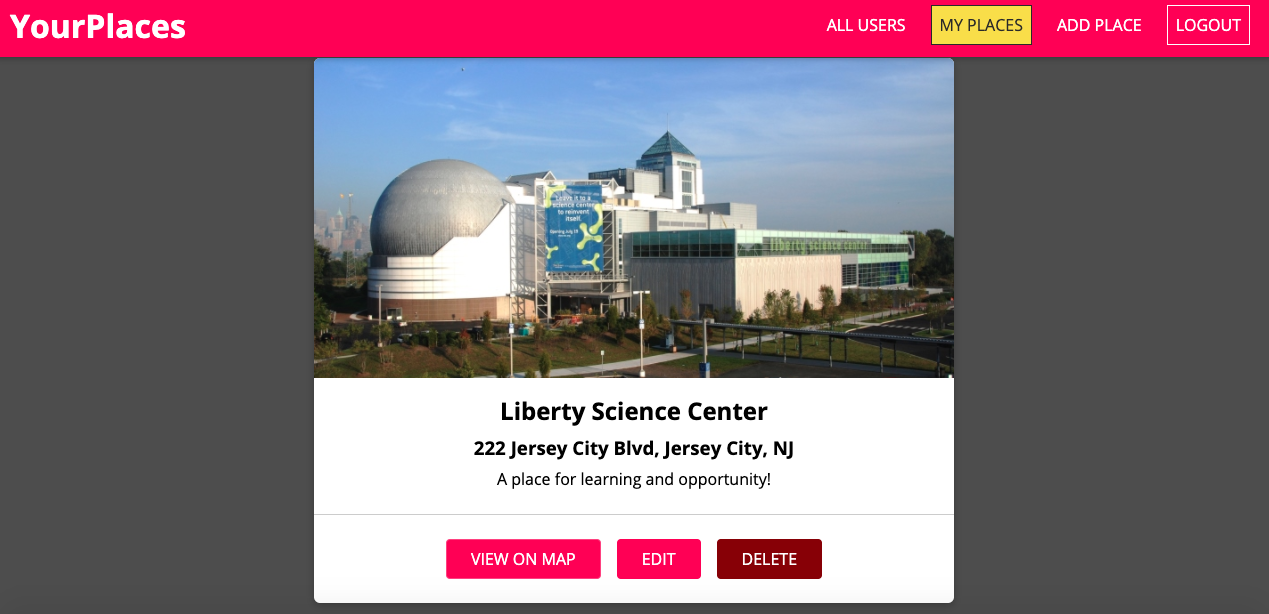 YourPlaces
ALL USERS
MY PLACES
ADD PLACE
LOGOUT
Leave it to a
science center
to reinvent
itself.
Opening July 19
liberty science center
Liberty Science Center
222 Jersey City Blvd, Jersey City, NJ
A place for learning and opportunity!
VIEW ON MAP
EDIT
DELETE